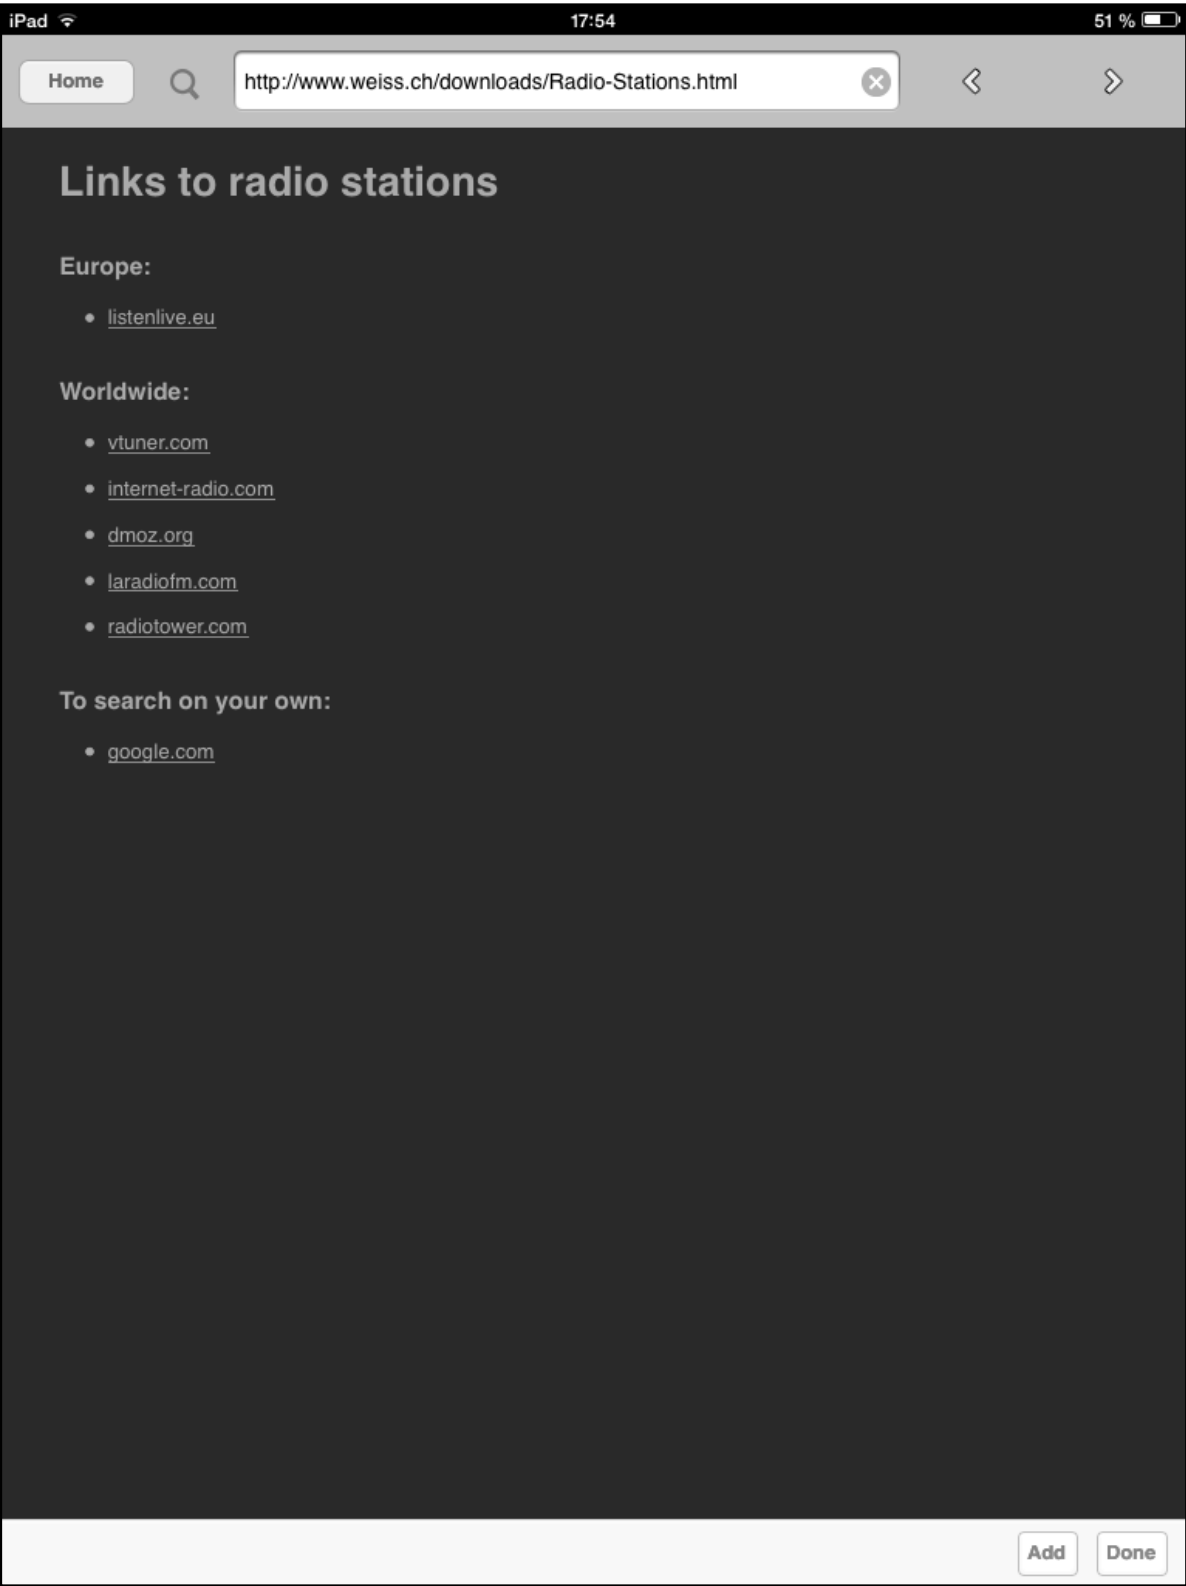 iPad 17:54 51 %
Home http://www.weiss.ch/downloads/Radio-Stations.html
Links to radio stations
Europe:
listenlive.eu
Worldwide:
vtuner.com
internet-radio.com
dmoz.org
laradiofm.com
radiotower.com
To search on your own:
google.com
Add Done